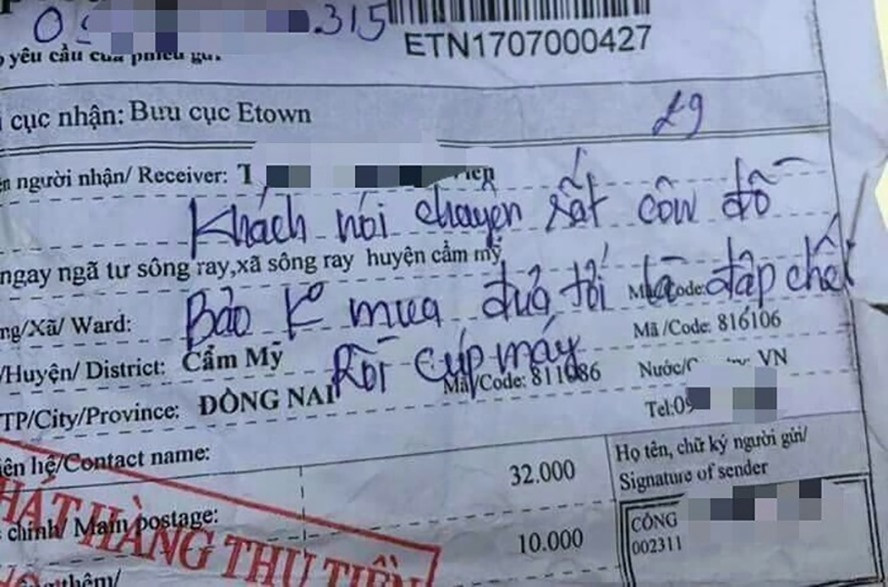 09 315
ETN1707000427
yêu cầu của phiếu gửi.
cục nhận: Bưu cục Etown
29
người nhận/ Receiver: T
Khách nói chuyện rất côn đồ
ngay ngã tư sông ray,xã sông ray huyện cẩm mỹ
Bảo K° mua đưa tới là đập chết
ng/Xã/ Ward: Mã/Code:
Mã /Code: 816106
/Huyện/ District: Cẩm Mỹ
Rồi cúp máy
Mã/Code: 811086 Nước/ VN
TP/City/Province: ĐỒNG NAI
Tel:09
iên hệ/Contact name:
32.000
Họ tên, chữ ký người gửi/
Signature of sender
PHÁT HÀNG THU TIỀN
chính/ Main postage:
10.000
CÔNG
002311
thêm/